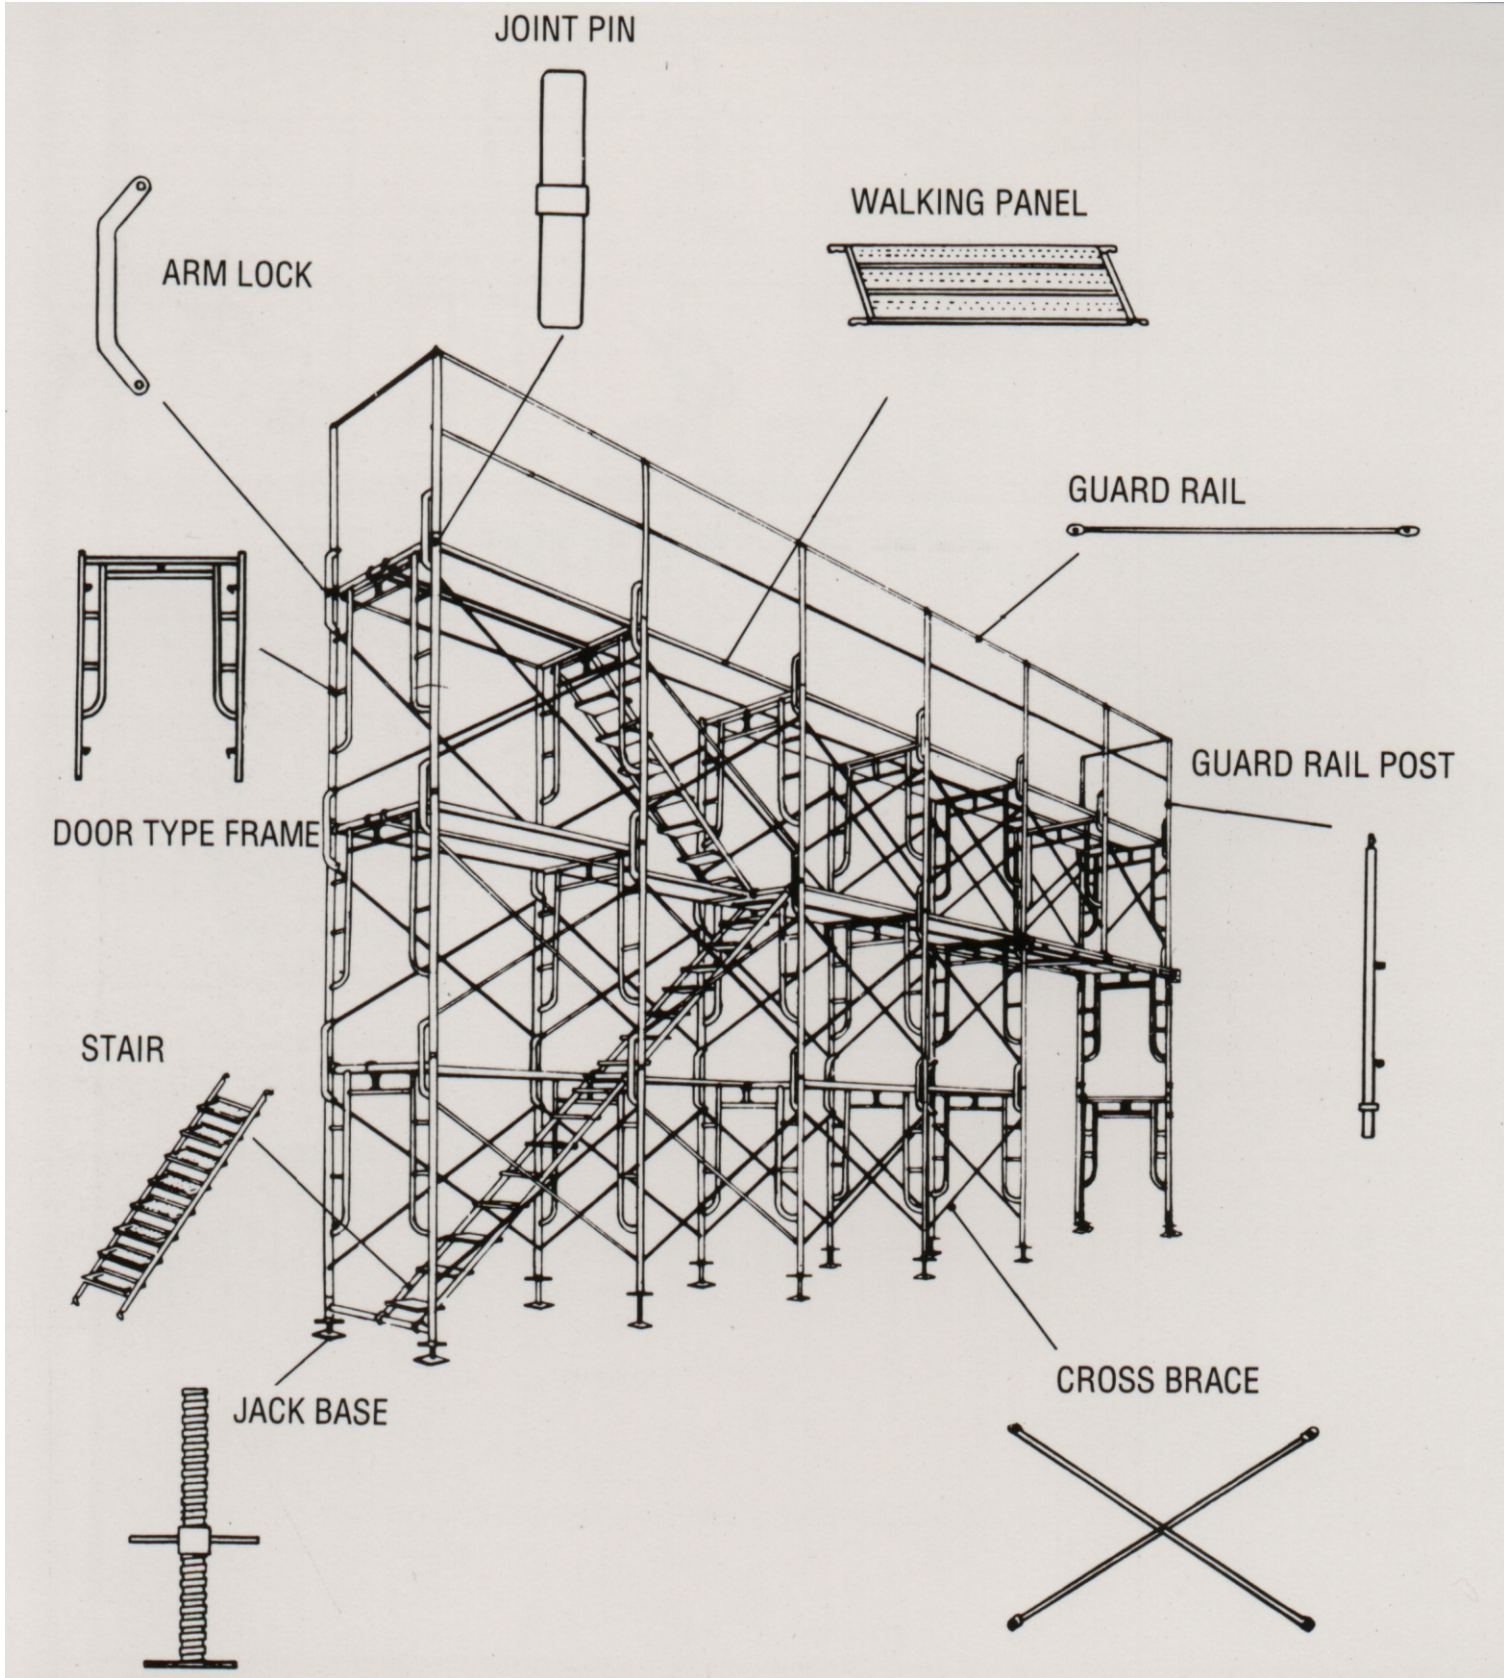 JOINT PIN
WALKING PANEL
ARM LOCK
GUARD RAIL
GUARD RAIL POST
DOOR TYPE FRAME
STAIR
CROSS BRACE
JACK BASE